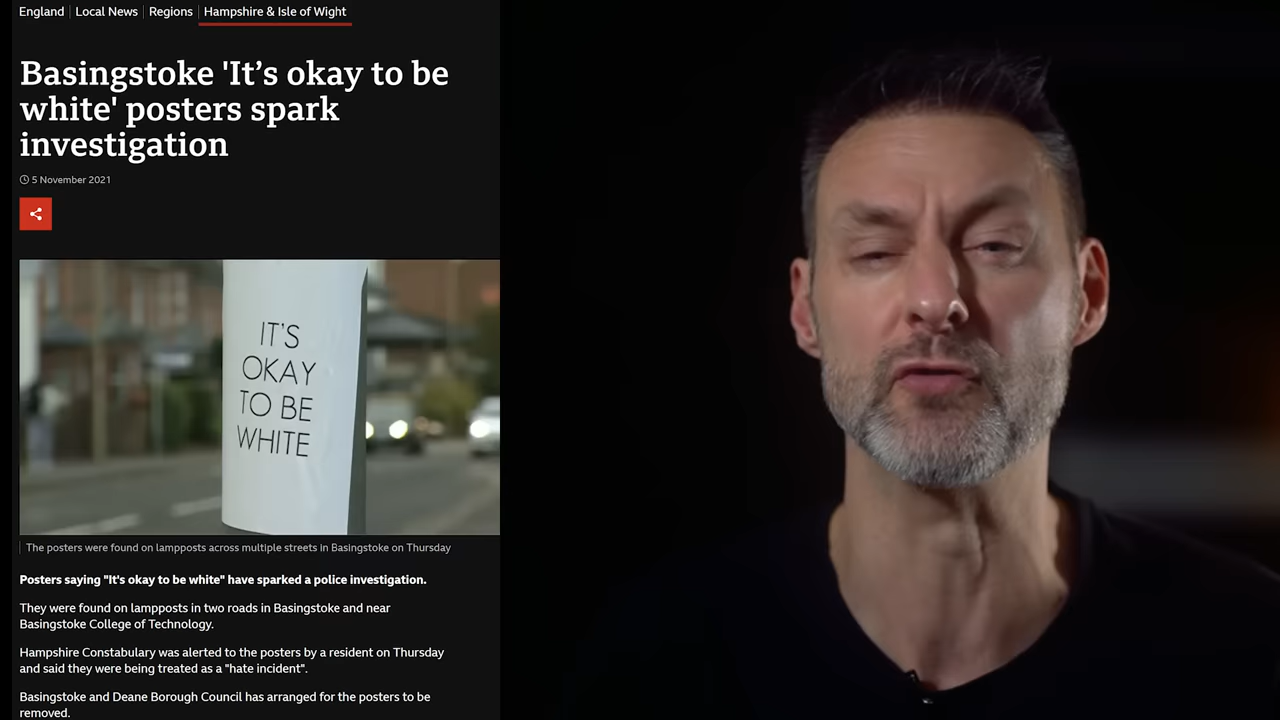 England | Local News | Regions | Hampshire & Isle of Wight
Basingstoke 'It’s okay to be
white' posters spark
investigation
5 November 2021
IT'S
OKAY
TO BE
WHITE
The posters were found on lampposts across multiple streets in Basingstoke on Thursday
Posters saying "It's okay to be white" have sparked a police investigation.
They were found on lampposts in two roads in Basingstoke and near
Basingstoke College of Technology.
Hampshire Constabulary was alerted to the posters by a resident on Thursday
and said they were being treated as a "hate incident".
Basingstoke and Deane Borough Council has arranged for the posters to be
removed.